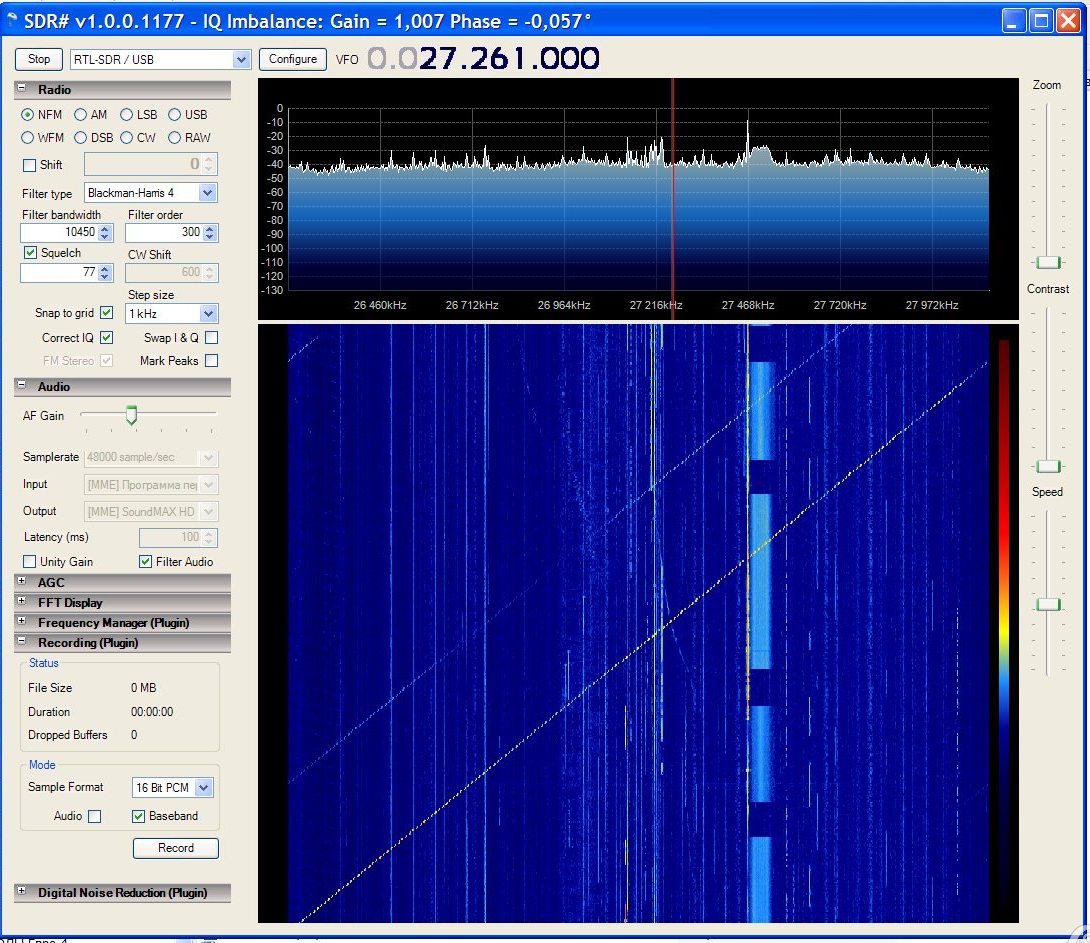 SDR# v1.0.0.1177 - IQ Imbalance: Gain = 1,007 Phase = -0,057°
Stop RTL-SDR / USB Configure VFO 0.027.261.000
Radio
NFM AM LSB USB
WFM DSB CW RAW
Shift 0
Filter type Blackman-Harris 4
Filter bandwidth Filter order
10450 300
Squelch CW Shift
77 600
Step size
Snap to grid 1 kHz
Correct IQ Swap I & Q
FM Stereo Mark Peaks
Audio
AF Gain
Samplerate 48000 sample/sec
Input [MME] Программа
Output [MME] SoundMAX HD
Latency (ms) 100
Unity Gain Filter Audio
AGC
FFT Display
Frequency Manager (Plugin)
Recording (Plugin)
Status
File Size 0 MB
Duration 00:00:00
Dropped Buffers 0
Mode
Sample Format 16 Bit PCM
Audio Baseband
Record
Digital Noise Reduction (Plugin)
0
-10
-20
-30
-40
-50
-60
-70
-80
-90
-100
-110
-120
-130
26 460kHz 26 712kHz 26 964kHz 27 216kHz 27 468kHz 27 720kHz 27 972kHz
Zoom
Contrast
Speed